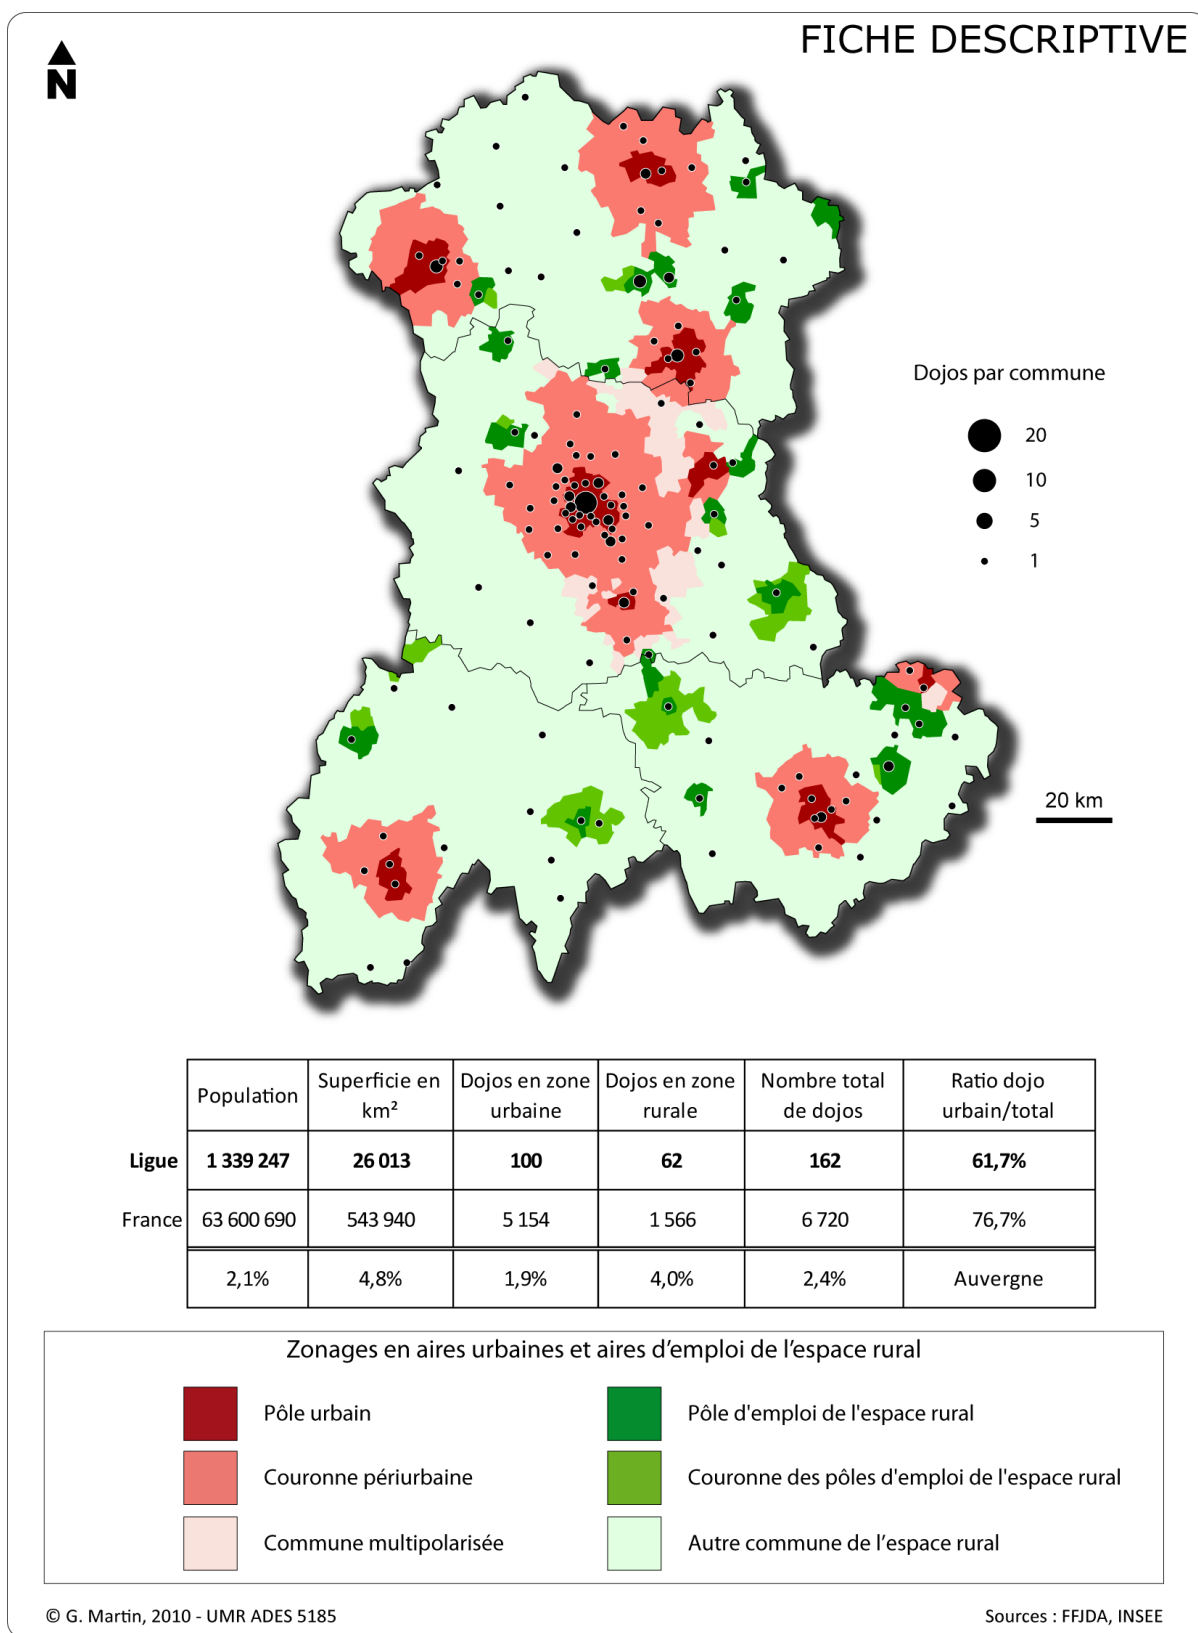 FICHE DESCRIPTIVE
N
Dojos par commune
20
10
5
1
20 km
Population
Superficie en
km²
Dojos en zone
urbaine
Dojos en zone
rurale
Nombre total
de dojos
Ratio dojo
urbain/total
Ligue 1 339 247 26 013 100 62 162 61,7%
France 63 600 690 543 940 5 154 1 566 6 720 76,7%
2,1% 4,8% 1,9% 4,0% 2,4% Auvergne
Zonages en aires urbaines et aires d’emploi de l’espace rural
Pôle urbain
Pôle d'emploi de l'espace rural
Couronne périurbaine
Couronne des pôles d'emploi de l'espace rural
Commune multipolarisée
Autre commune de l’espace rural
© G. Martin, 2010 - UMR ADES 5185
Sources : FFJDA, INSEE